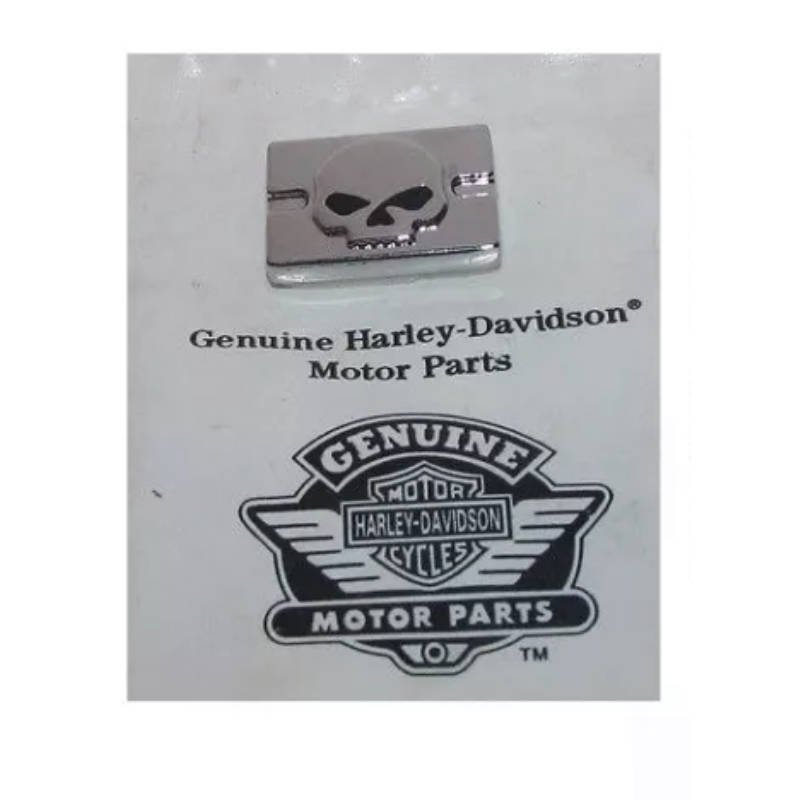 Genuine Harley-Davidson®
Motor Parts
GENUINE
MOTOR
HARLEY-DAVIDSON
CYCLES
MOTOR PARTS
TM